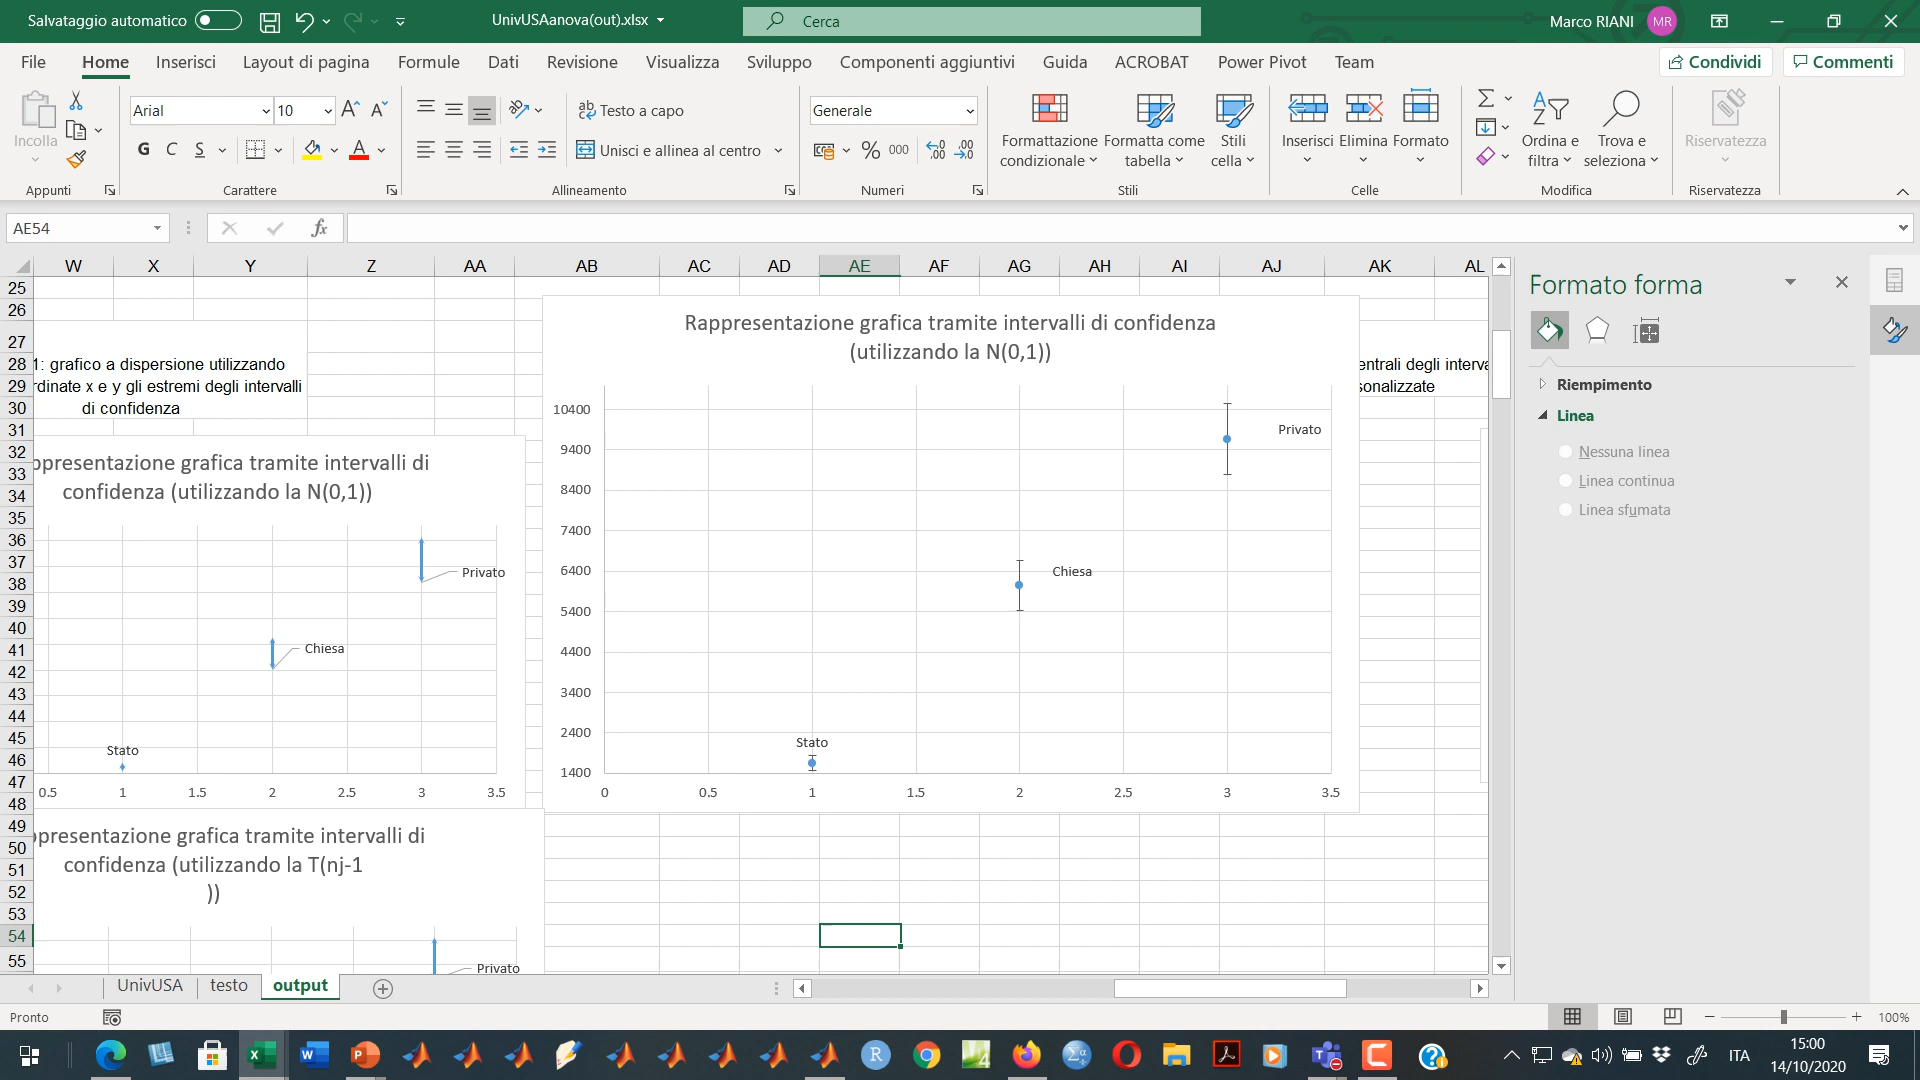 Salvataggio automatico
UnivUSAanova(out).xlsx
Cerca
Marco RIANI
MR
File
Home
Inserisci
Layout di pagina
Formule
Dati
Revisione
Visualizza
Sviluppo
Componenti aggiuntivi
Guida
ACROBAT
Power Pivot
Team
Condividi
Commenti
Incolla
Appunti
Arial
10
G C S
Carattere
Testo a capo
Unisci e allinea al centro
Allineamento
Generale
% 000
Numeri
Formattazione condizionale
Formatta come tabella
Stili cella
Stili
Inserisci
Elimina
Formato
Celle
Ordina e filtra
Trova e seleziona
Modifica
Riservatezza
Riservatezza
AE54
fx
W X Y Z AA AB AC AD AE AF AG AH AI AJ AK AL
25
26
27
28
29
30
31
32
33
34
35
36
37
38
39
40
41
42
43
44
45
46
47
48
49
50
51
52
53
54
55
1: grafico a dispersione utilizzando
rdinate x e y gli estremi degli intervalli
di confidenza
ppresentazione grafica tramite intervalli di
confidenza (utilizzando la N(0,1))
Privato
Chiesa
Stato
0.5 1 1.5 2 2.5 3 3.5
ppresentazione grafica tramite intervalli di
confidenza (utilizzando la T(nj-1
))
Privato
Rappresentazione grafica tramite intervalli di confidenza
(utilizzando la N(0,1))
10400
9400
8400
7400
6400
5400
4400
3400
2400
1400
Privato
Chiesa
Stato
0 0.5 1 1.5 2 2.5 3 3.5
entrali degli interva
sonalizzate
Formato forma
Riempimento
Linea
Nessuna linea
Linea continua
Linea sfumata
UnivUSA
testo
output
Pronto
100%
ITA
15:00
14/10/2020